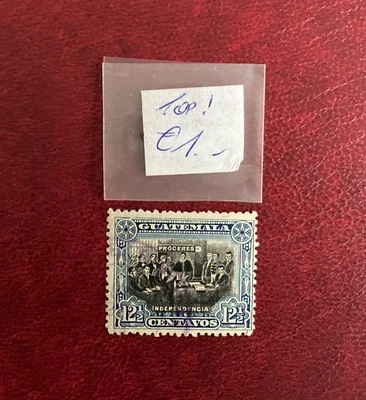 TOP!
€1.-
GUATEMALA
PROCERES
INDEPENDENCIA
12½ CENTAVOS 12½